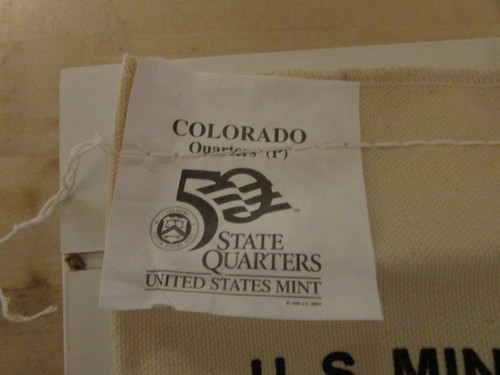 COLORADO
Quarters (P)
50
STATE
QUARTERS
UNITED STATES MINT
U.S. MIN